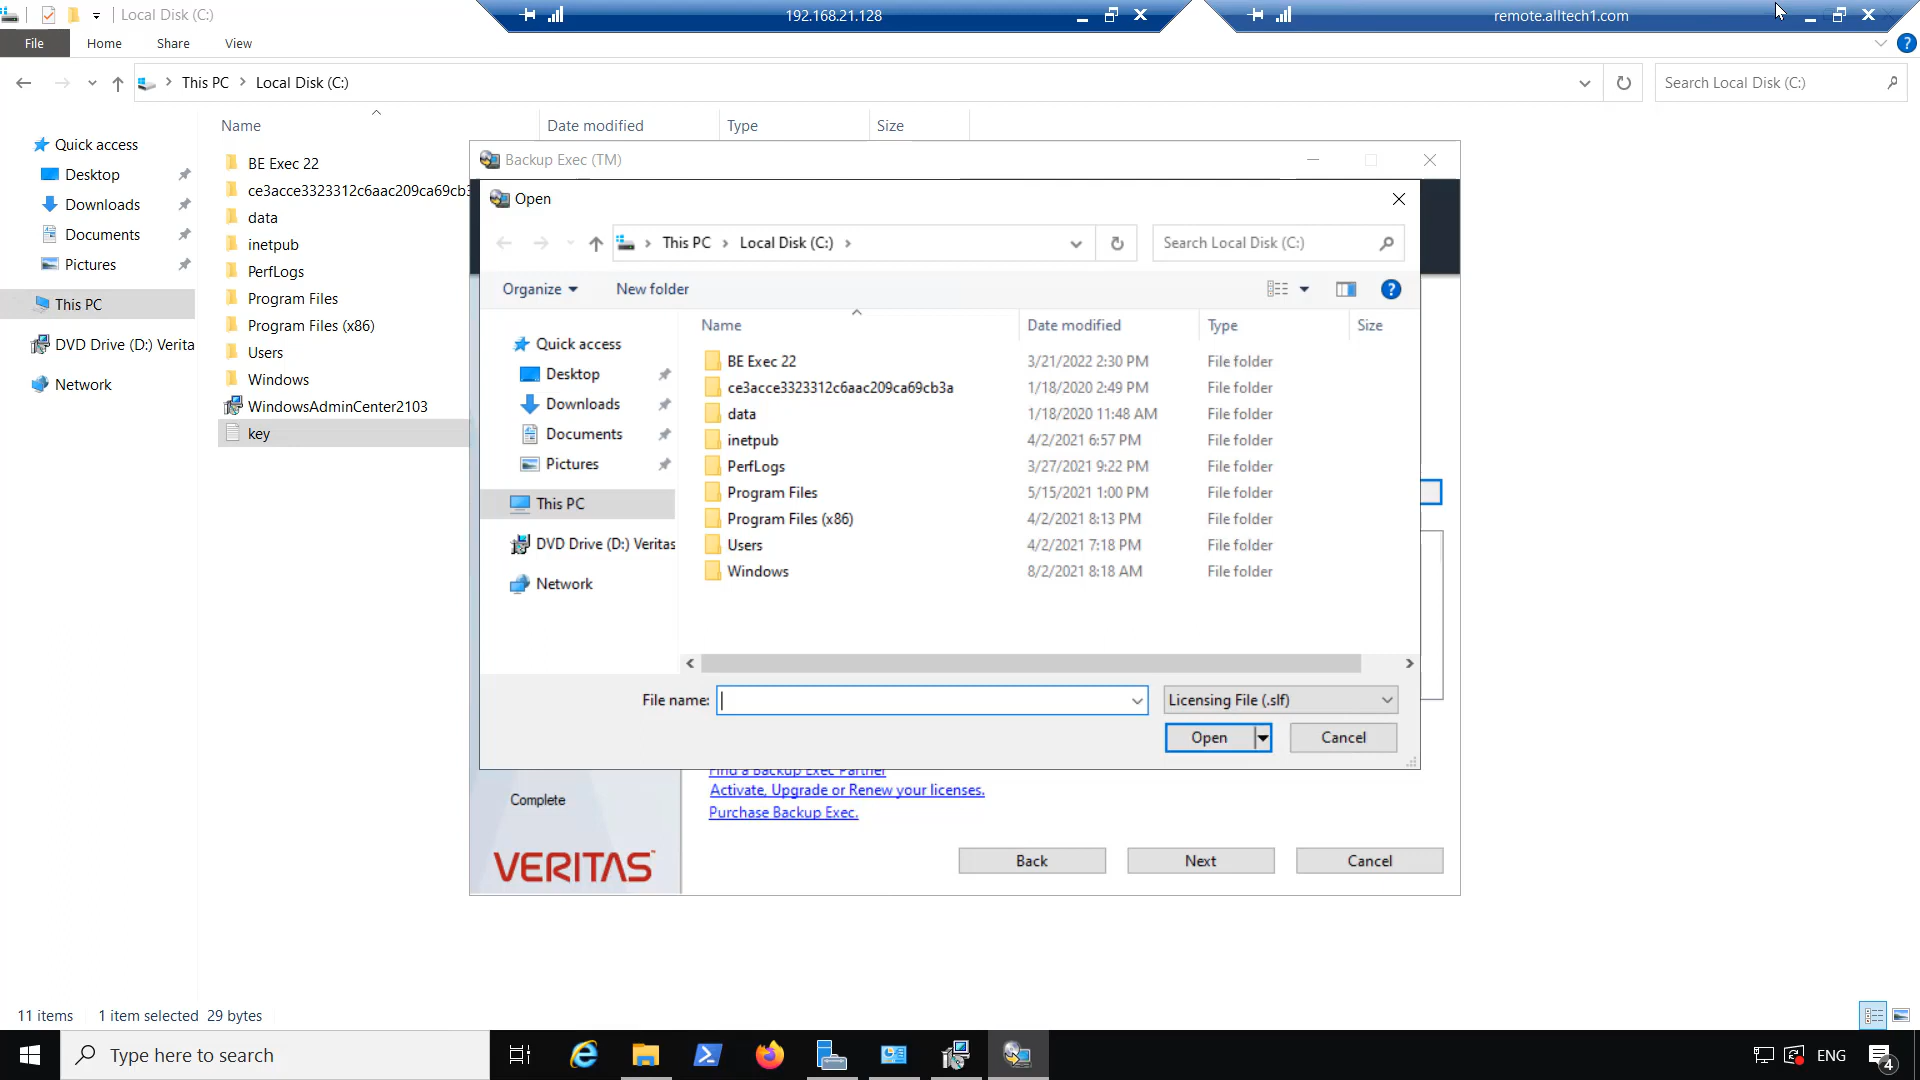 Local Disk (C:)
192.168.21.128
remote.alltech1.com
File
Home
Share
View
This PC
Local Disk (C:)
Search Local Disk (C:)
Name
Date modified
Type
Size
Quick access
Desktop
Downloads
Documents
Pictures
This PC
DVD Drive (D:) Verita
Network
BE Exec 22
ce3acce3323312c6aac209ca69cb3
data
inetpub
PerfLogs
Program Files
Program Files (x86)
Users
Windows
WindowsAdminCenter2103
key
Backup Exec (TM)
Open
This PC
Local Disk (C:)
Search Local Disk (C:)
Organize
New folder
Name
Date modified
Type
Size
Quick access
Desktop
Downloads
Documents
Pictures
This PC
DVD Drive (D:) Veritas
Network
BE Exec 22 3/21/2022 2:30 PM File folder
ce3acce3323312c6aac209ca69cb3a 1/18/2020 2:49 PM File folder
data 1/18/2020 11:48 AM File folder
inetpub 4/2/2021 6:57 PM File folder
PerfLogs 3/27/2021 9:22 PM File folder
Program Files 5/15/2021 1:00 PM File folder
Program Files (x86) 4/2/2021 8:13 PM File folder
Users 4/2/2021 7:18 PM File folder
Windows 8/2/2021 8:18 AM File folder
File name:
Licensing File (.slf)
Open
Cancel
Find a Backup Exec Partner
Activate, Upgrade or Renew your licenses.
Purchase Backup Exec.
Complete
VERITAS
Back
Next
Cancel
11 items
1 item selected 29 bytes
Type here to search
ENG
4